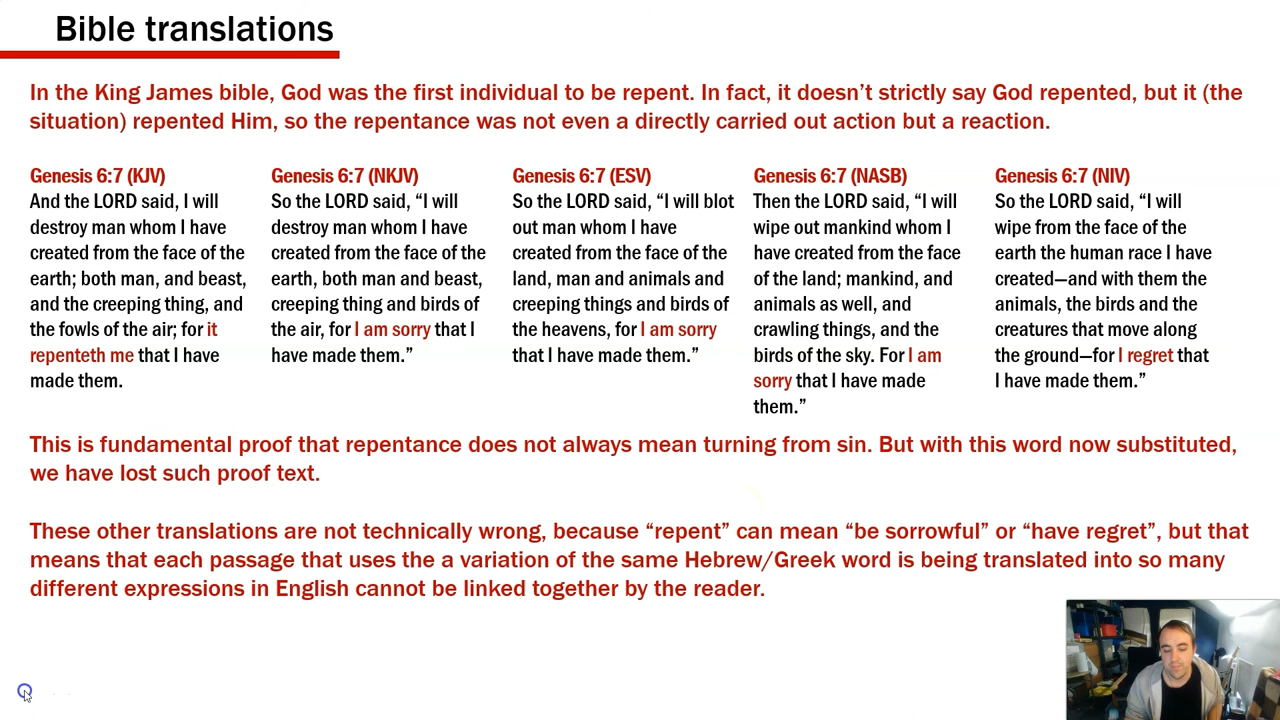 Bible translations
In the King James bible, God was the first individual to be repent. In fact, it doesn’t strictly say God repented, but it (the
situation) repented Him, so the repentance was not even a directly carried out action but a reaction.
Genesis 6:7 (KJV)
And the LORD said, I will
destroy man whom I have
created from the face of the
earth; both man, and beast,
and the creeping thing, and
the fowls of the air; for it
repenteth me that I have
made them.
Genesis 6:7 (NKJV)
So the LORD said, “I will
destroy man whom I have
created from the face of the
earth, both man and beast,
creeping thing and birds of
the air, for I am sorry that I
have made them.”
Genesis 6:7 (ESV)
So the LORD said, “I will blot
out man whom I have
created from the face of the
land, man and animals and
creeping things and birds of
the heavens, for I am sorry
that I have made them.”
Genesis 6:7 (NASB)
Then the LORD said, “I will
wipe out mankind whom I
have created from the face
of the land; mankind, and
animals as well, and
crawling things, and the
birds of the sky. For I am
sorry that I have made
them.”
Genesis 6:7 (NIV)
So the LORD said, “I will
wipe from the face of the
earth the human race I have
created—and with them the
animals, the birds and the
creatures that move along
the ground—for I regret that
I have made them.”
This is fundamental proof that repentance does not always mean turning from sin. But with this word now substituted,
we have lost such proof text.
These other translations are not technically wrong, because “repent” can mean “be sorrowful” or “have regret”, but that
means that each passage that uses the a variation of the same Hebrew/Greek word is being translated into so many
different expressions in English cannot be linked together by the reader.